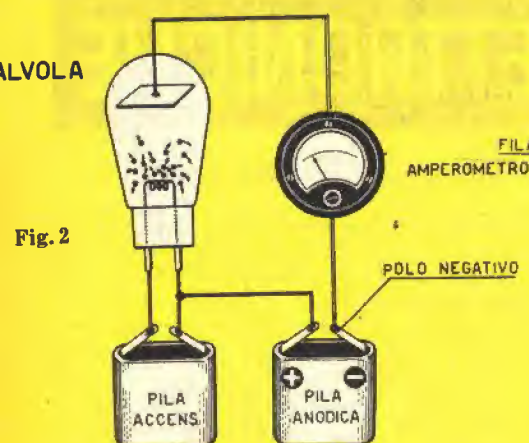 ALVOLA
FILA
AMPEROMETRO
Fig. 2
POLO NEGATIVO
PILA
ACCENS.
+
−
PILA
ANODICA